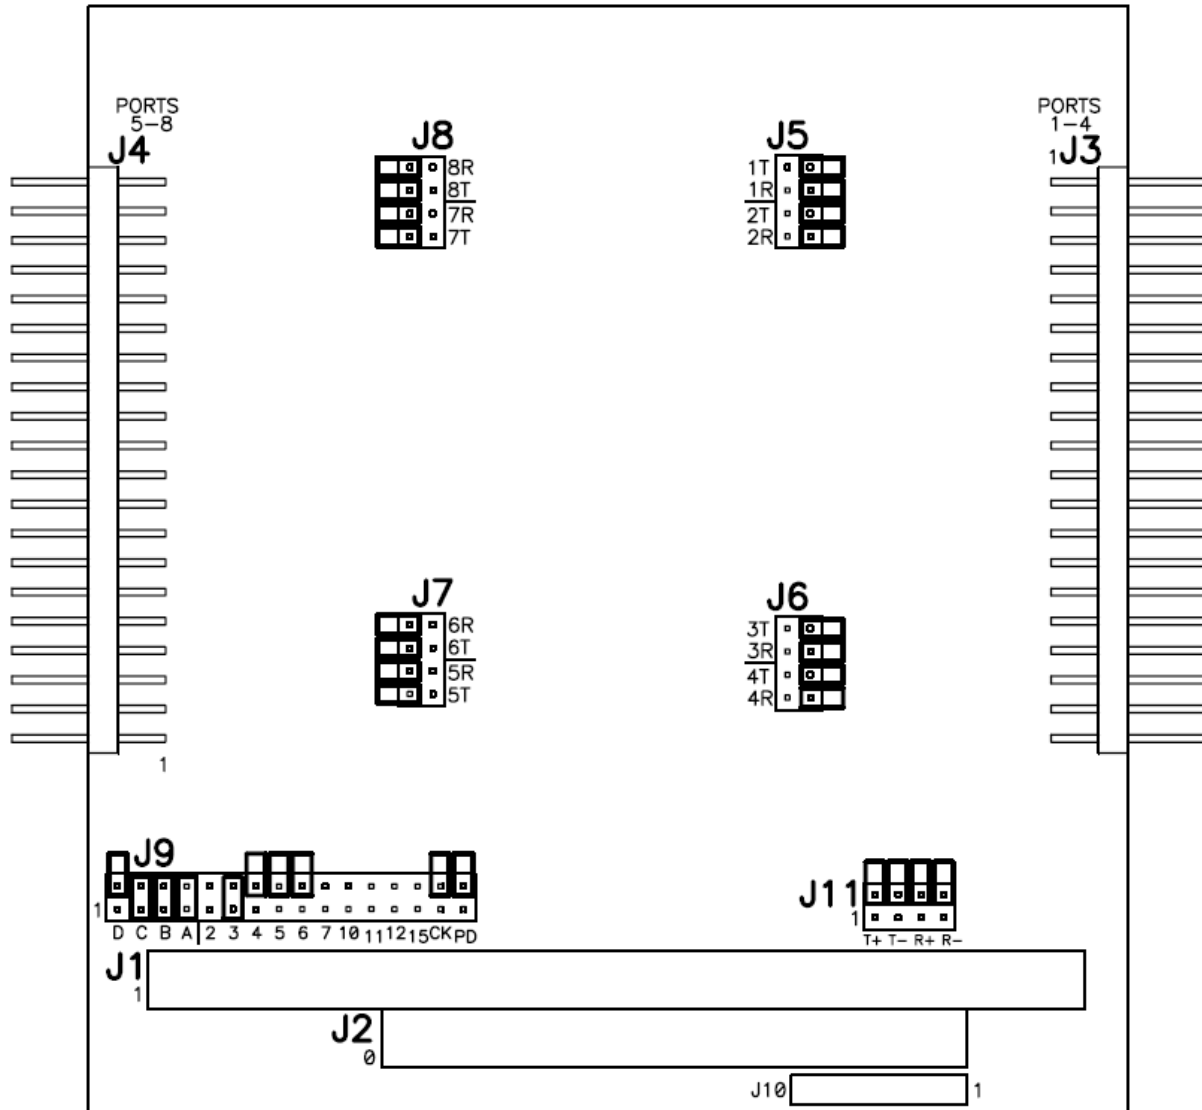 PORTS
5-8
J4
J8
8R
8T
7R
7T
J5
1T
1R
2T
2R
PORTS
1-4
1 J3
J7
6R
6T
5R
5T
J6
3T
3R
4T
4R
1
J9
1
D C B A 2 3 4 5 6 7 10 11 12 15 CK PD
J11
1
T+ T- R+ R-
J1
1
J2
0
J10 1